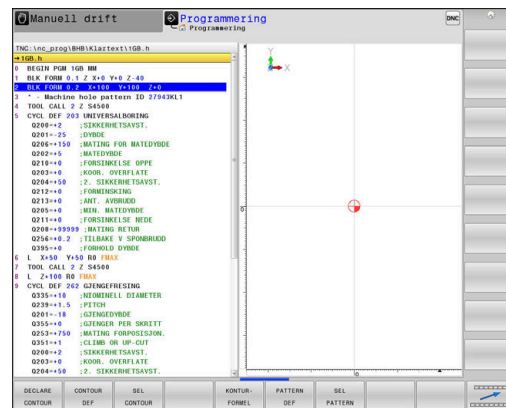 Manuell drift
Programmering
Programmering
DNC
TNC:\nc_prog\BHB\Klartext\1GB.h
→1GB.h
0 BEGIN PGM 1GB MM
1 BLK FORM 0.1 Z X+0 Y+0 Z-40
2 BLK FORM 0.2 X+100 Y+100 Z+0
3 * - Machine hole pattern ID 27943KL1
4 TOOL CALL 2 Z S4500
5 CYCL DEF 203 UNIVERSALBORING
Q200=+2 ;SIKKERHETSAVST.
Q201=-25 ;DYBDE
Q206=+150 ;MATING FOR MATEDYBDE
Q202=+5 ;MATEDYBDE
Q210=+0 ;FORSINKELSE OPPE
Q203=+0 ;KOOR. OVERFLATE
Q204=+50 ;2. SIKKERHETSAVST.
Q212=+0 ;FORMINSKING
Q213=+0 ;ANT. AVBRUDD
Q205=+0 ;MIN. MATEDYBDE
Q211=+0 ;FORSINKELSE NEDE
Q208=+99999 ;MATING RETUR
Q256=+0.2 ;TILBAKE V SPONBRUDD
Q395=+0 ;FORHOLD DYBDE
6 L X+50 Y+50 R0 FMAX
7 TOOL CALL 2 Z S4500
8 L Z+100 R0 FMAX
9 CYCL DEF 262 GJENGEFRESING
Q335=+10 ;NIOMINELL DIAMETER
Q239=+1.5 ;PITCH
Q201=-18 ;GJENGEDYBDE
Q355=+0 ;GJENGER PER SKRITT
Q253=+750 ;MATING FORPOSISJON.
Q351=+1 ;CLIMB OR UP-CUT
Q200=+2 ;SIKKERHETSAVST.
Q203=+0 ;KOOR. OVERFLATE
Q204=+50 ;2. SIKKERHETSAVST.
Y
X
0
0
DECLARE CONTOUR
CONTOUR DEF
SEL CONTOUR
KONTUR- FORMEL
PATTERN DEF
SEL PATTERN